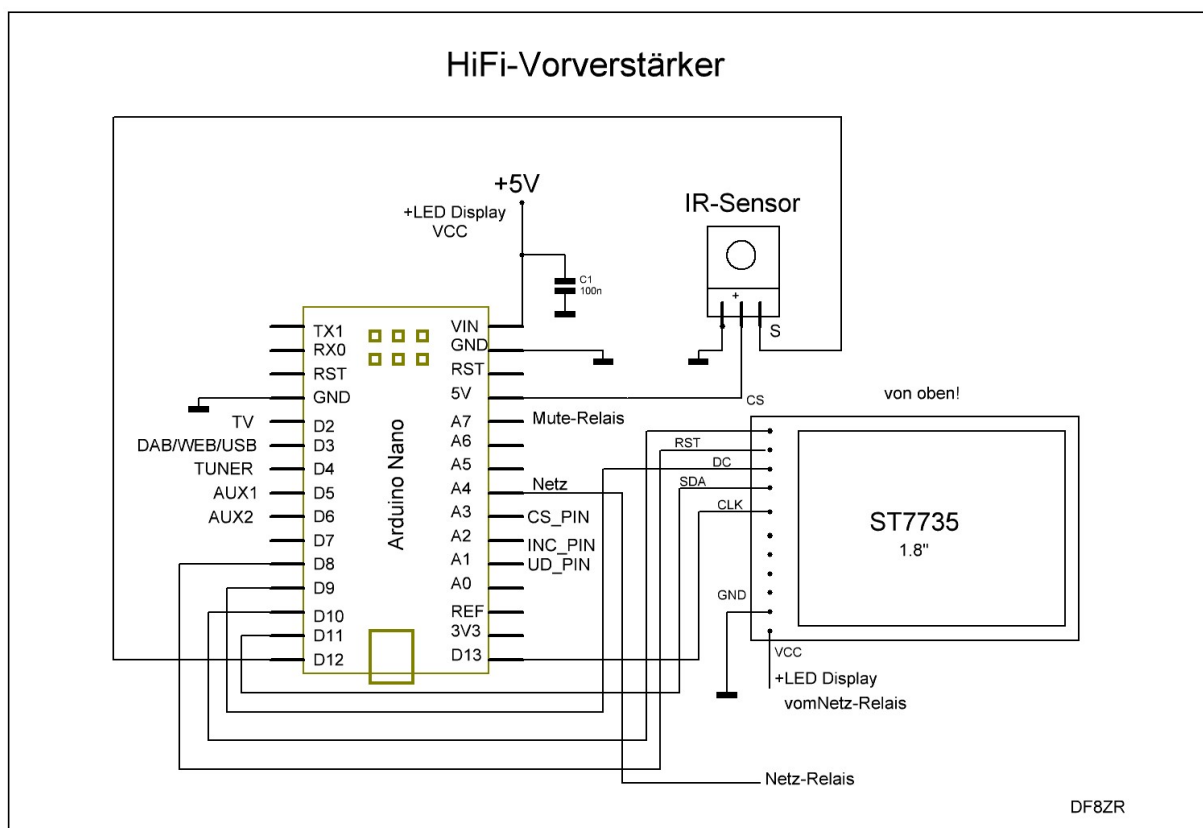 HiFi-Vorverstärker
+5V
+LED Display
VCC
IR-Sensor
C1
100n
+
S
TX1
RX0
RST
GND
D2
D3
D4
D5
D6
D7
D8
D9
D10
D11
D12
TV
DAB/WEB/USB
TUNER
AUX1
AUX2
Arduino Nano
VIN
GND
RST
5V
A7
A6
A5
A4
A3
A2
A1
A0
REF
3V3
D13
Mute-Relais
Netz
CS_PIN
INC_PIN
UD_PIN
CS
RST
DC
SDA
CLK
GND
VCC
von oben!
ST7735
1.8"
+LED Display
vomNetz-Relais
Netz-Relais
DF8ZR